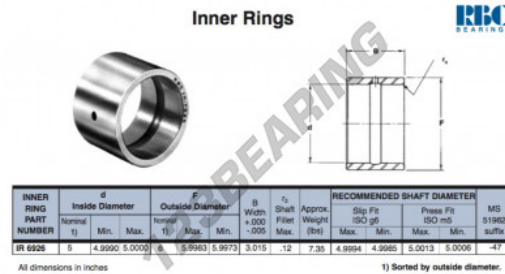 Inner Rings
RBC
BEARINGS
B
rₐ
d
F
123BEARING
INNER RING PART NUMBER
d Inside Diameter
F Outside Diameter
B Width +.000 -.005
Shaft Fillet Max.
Approx. Weight (lbs)
RECOMMENDED SHAFT DIAMETER
Slip Fit ISO g6
Press Fit ISO m5
MS 51962 suffix
Nominal 1) Min. Max. Nominal 1) Max. Min. Max. Min. Max. Min.
IR 6926 5 4.9990 5.0000 6 5.9983 5.9973 3.015 .12 7.35 4.9994 4.9985 5.0013 5.0006 -47
All dimensions in inches
1) Sorted by outside diameter.